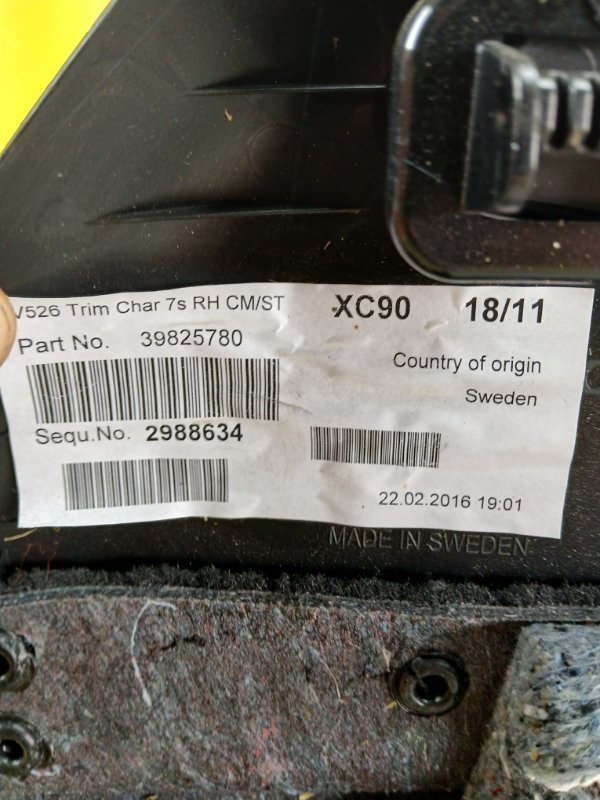 V526 Trim Char 7s RH CM/ST XC90 18/11
Part No. 39825780
Country of origin
Sweden
Sequ.No. 2988634
22.02.2016 19:01
MADE IN SWEDEN